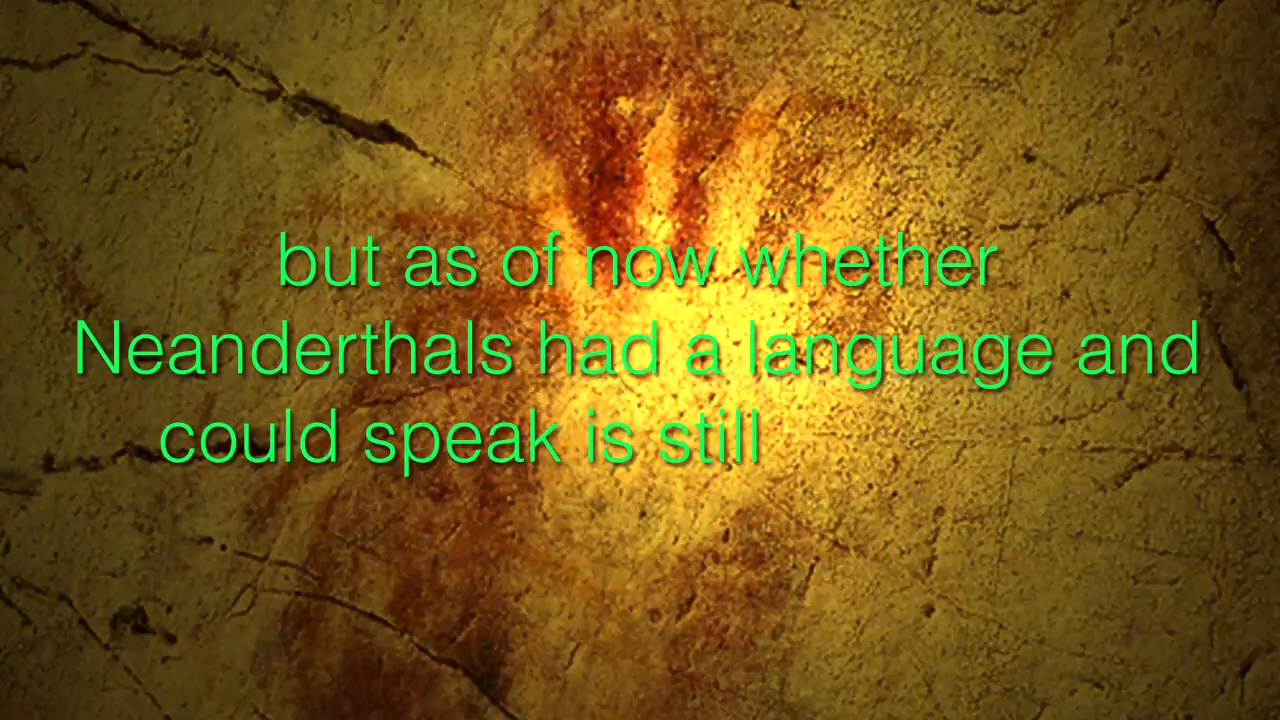 but as of now whether
Neanderthals had a language and
could speak is still